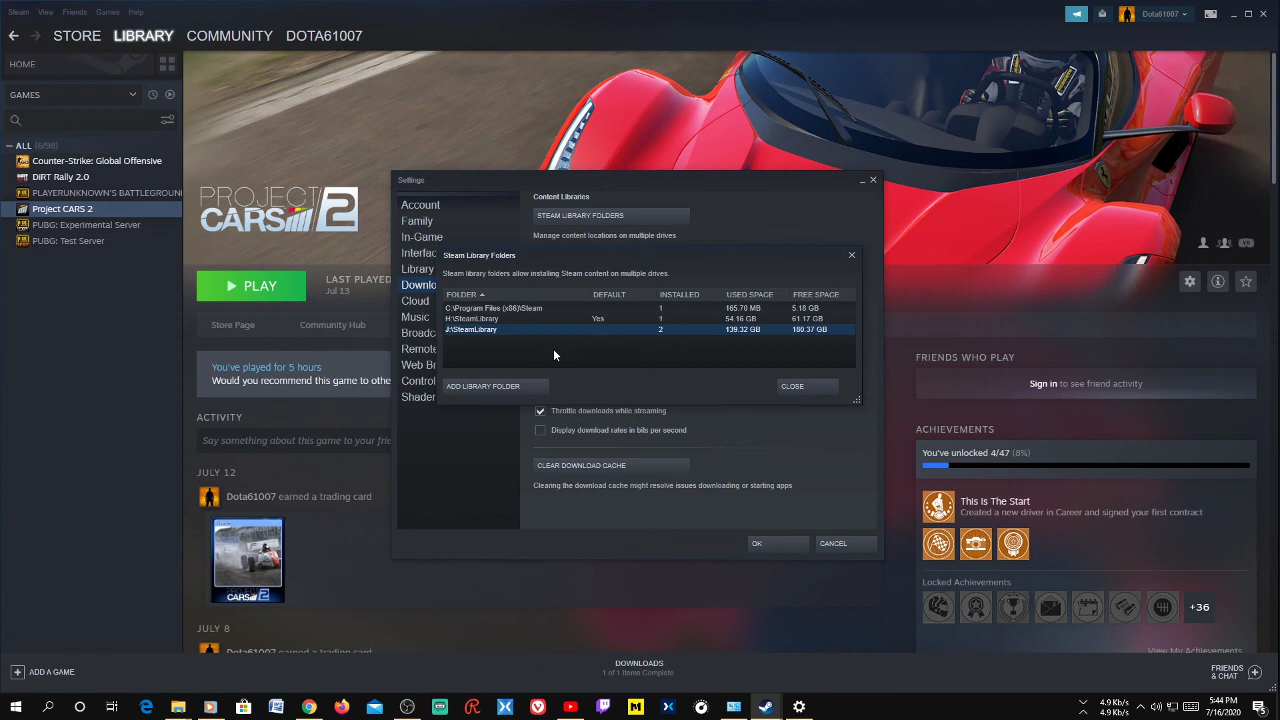 Steam View Friends Games Help
Dota61007
STORE LIBRARY COMMUNITY DOTA61007
HOME
GAMES
ALL (6/98)
Counter-Strike: Global Offensive
DIRT Rally 2.0
PLAYERUNKNOWN'S BATTLEGROUN
Project CARS 2
PUBG: Experimental Server
PUBG: Test Server
PROJECT
CARS 2
PLAY
LAST PLAYED
Jul 13
Store Page
Community Hub
You've played for 5 hours
Would you recommend this game to othe
ACTIVITY
Say something about this game to your frie
JULY 12
Dota61007 earned a trading card
PROJECT CARS 2
JULY 8
Dota61007 earned a trading card
Settings
Account
Family
In-Game
Interfac
Library
Downlo
Cloud
Music
Broadc
Remote
Web Br
Control
Shader
Content Libraries
STEAM LIBRARY FOLDERS
Manage content locations on multiple drives
Steam Library Folders
Steam library folders allow installing Steam content on multiple drives.
FOLDER DEFAULT INSTALLED USED SPACE FREE SPACE
C:\Program Files (x86)\Steam 1 165.70 MB 5.18 GB
H:\SteamLibrary Yes 1 54.16 GB 61.17 GB
J:\SteamLibrary 2 139.32 GB 180.37 GB
ADD LIBRARY FOLDER
CLOSE
Throttle downloads while streaming
Display download rates in bits per second
CLEAR DOWNLOAD CACHE
Clearing the download cache might resolve issues downloading or starting apps
OK
CANCEL
FRIENDS WHO PLAY
Sign in to see friend activity
ACHIEVEMENTS
You've unlocked 4/47 (8%)
This Is The Start
Created a new driver in Career and signed your first contract
Locked Achievements
+36
View My Achievements
ADD A GAME
DOWNLOADS
1 of 1 Items Complete
FRIENDS
& CHAT
4.9 Kb/s
4.9 Kb/s
5:44 PM
7/16/2020